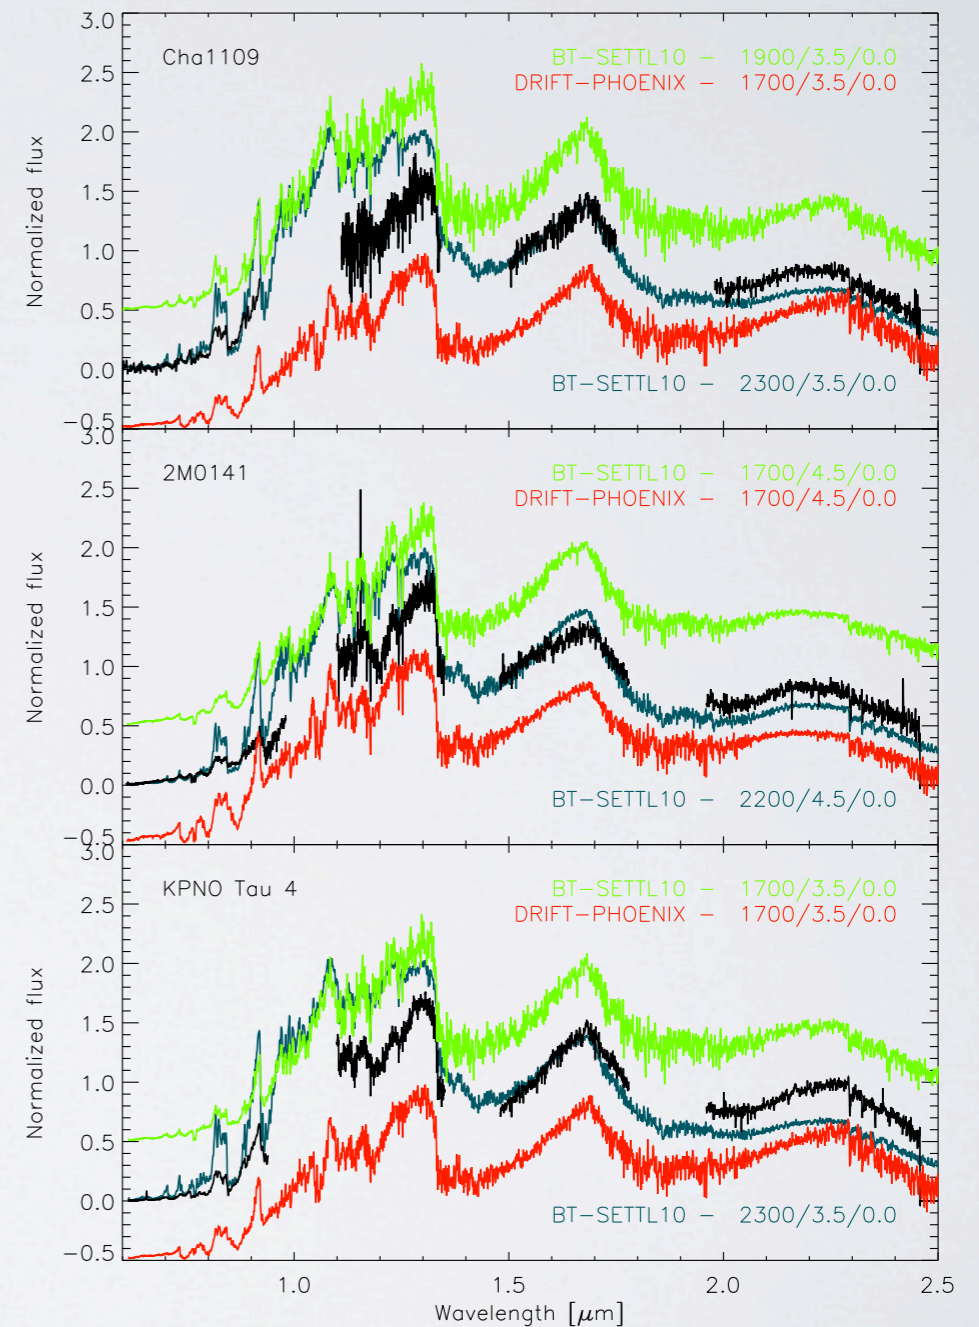 3.0
Cha1109
BT-SETTL10 - 1900/3.5/0.0
DRIFT-PHOENIX - 1700/3.5/0.0
2.5
2.0
1.5
1.0
0.5
0.0
-0.5
Normalized flux
BT-SETTL10 - 2300/3.5/0.0
3.0
2M0141
BT-SETTL10 - 1700/4.5/0.0
DRIFT-PHOENIX - 1700/4.5/0.0
2.5
2.0
1.5
1.0
0.5
0.0
-0.5
Normalized flux
BT-SETTL10 - 2200/4.5/0.0
3.0
KPNO Tau 4
BT-SETTL10 - 1700/3.5/0.0
DRIFT-PHOENIX - 1700/3.5/0.0
2.5
2.0
1.5
1.0
0.5
0.0
-0.5
Normalized flux
BT-SETTL10 - 2300/3.5/0.0
1.0 1.5 2.0 2.5
Wavelength [μm]